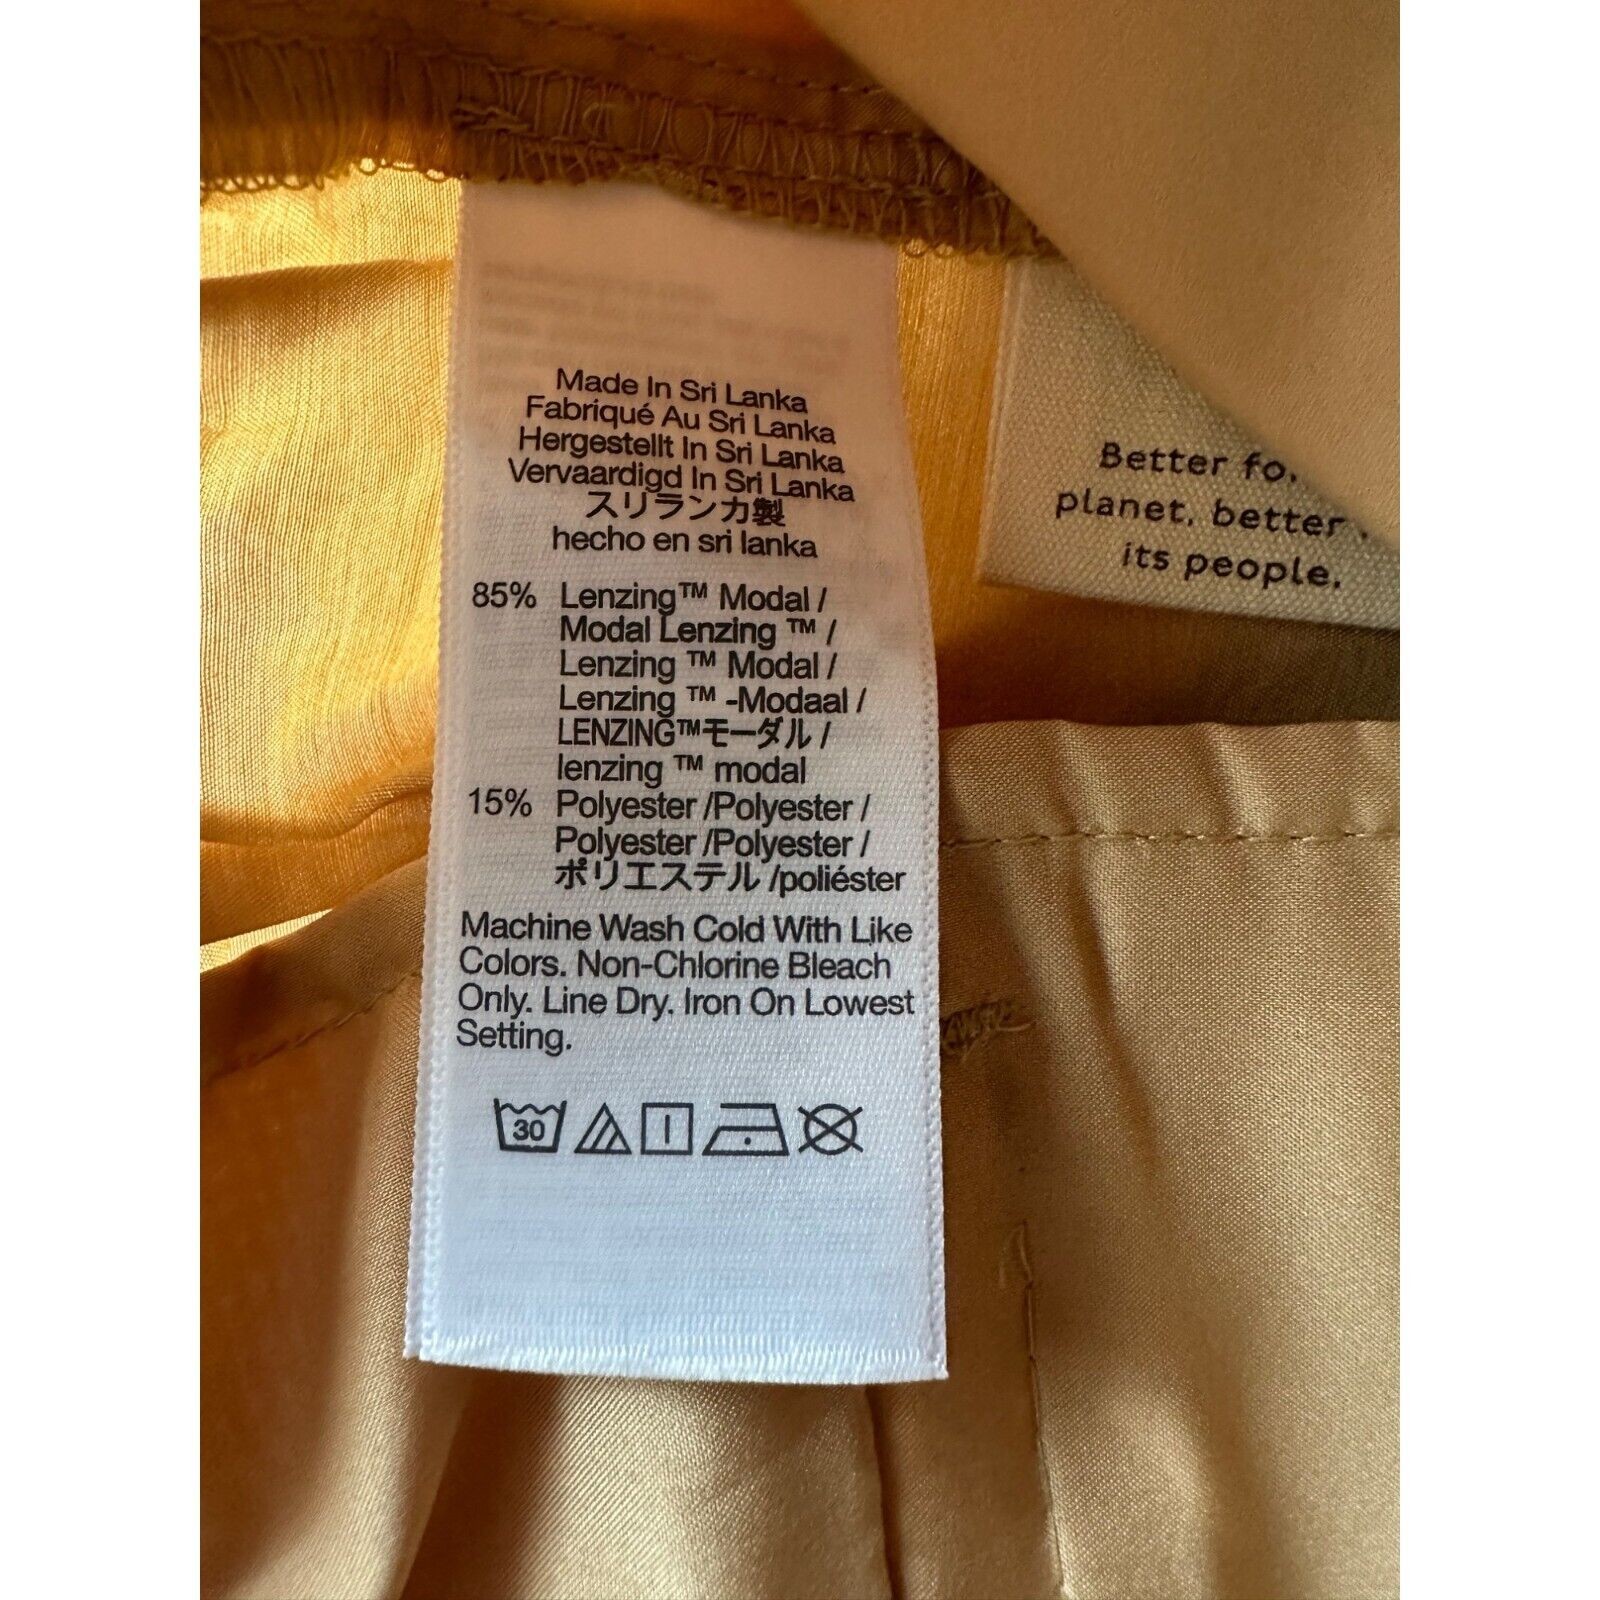 Made In Sri Lanka
Fabriqué Au Sri Lanka
Hergestellt In Sri Lanka
Vervaardigd In Sri Lanka
スリランカ製
hecho en sri lanka
85% Lenzing™ Modal /
Modal Lenzing ™ /
Lenzing ™ Modal /
Lenzing ™ -Modaal /
LENZING™モーダル /
lenzing ™ modal
15% Polyester /Polyester /
Polyester /Polyester /
ポリエステル /poliéster
Machine Wash Cold With Like
Colors. Non-Chlorine Bleach
Only. Line Dry. Iron On Lowest
Setting.
30
Better
planet, better
its people.